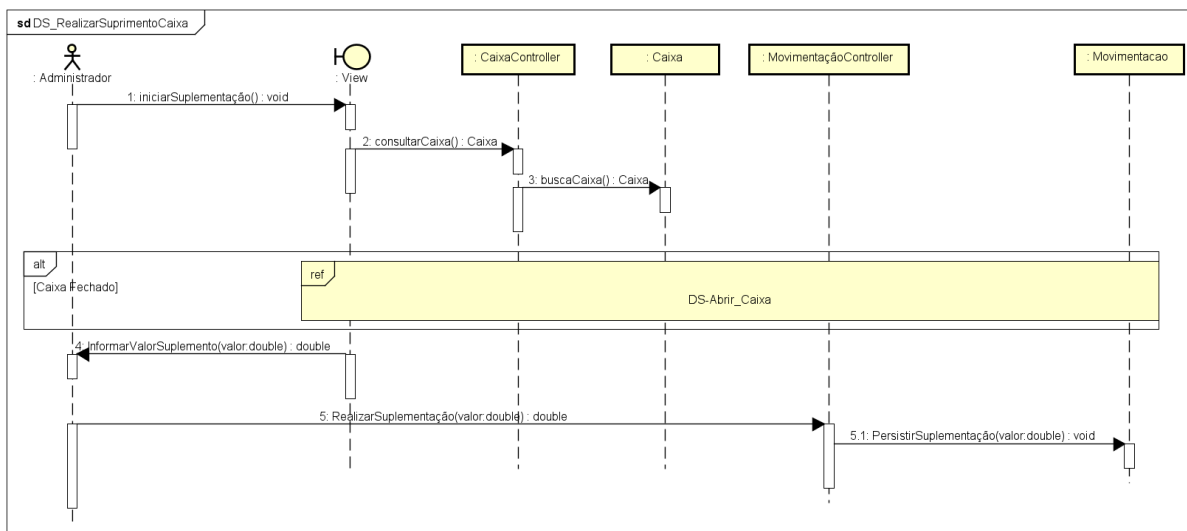 sd DS_RealizarSuprimentoCaixa
: Administrador
: View
: CaixaController
: Caixa
: MovimentaçãoController
: Movimentacao
1: iniciarSuplementação() : void
2: consultarCaixa() : Caixa
3: buscaCaixa() : Caixa
alt
[Caixa Fechado]
ref
DS-Abrir_Caixa
4: InformarValorSuplemento(valor:double) : double
5: RealizarSuplementação(valor:double) : double
5.1: PersistirSuplementação(valor:double) : void